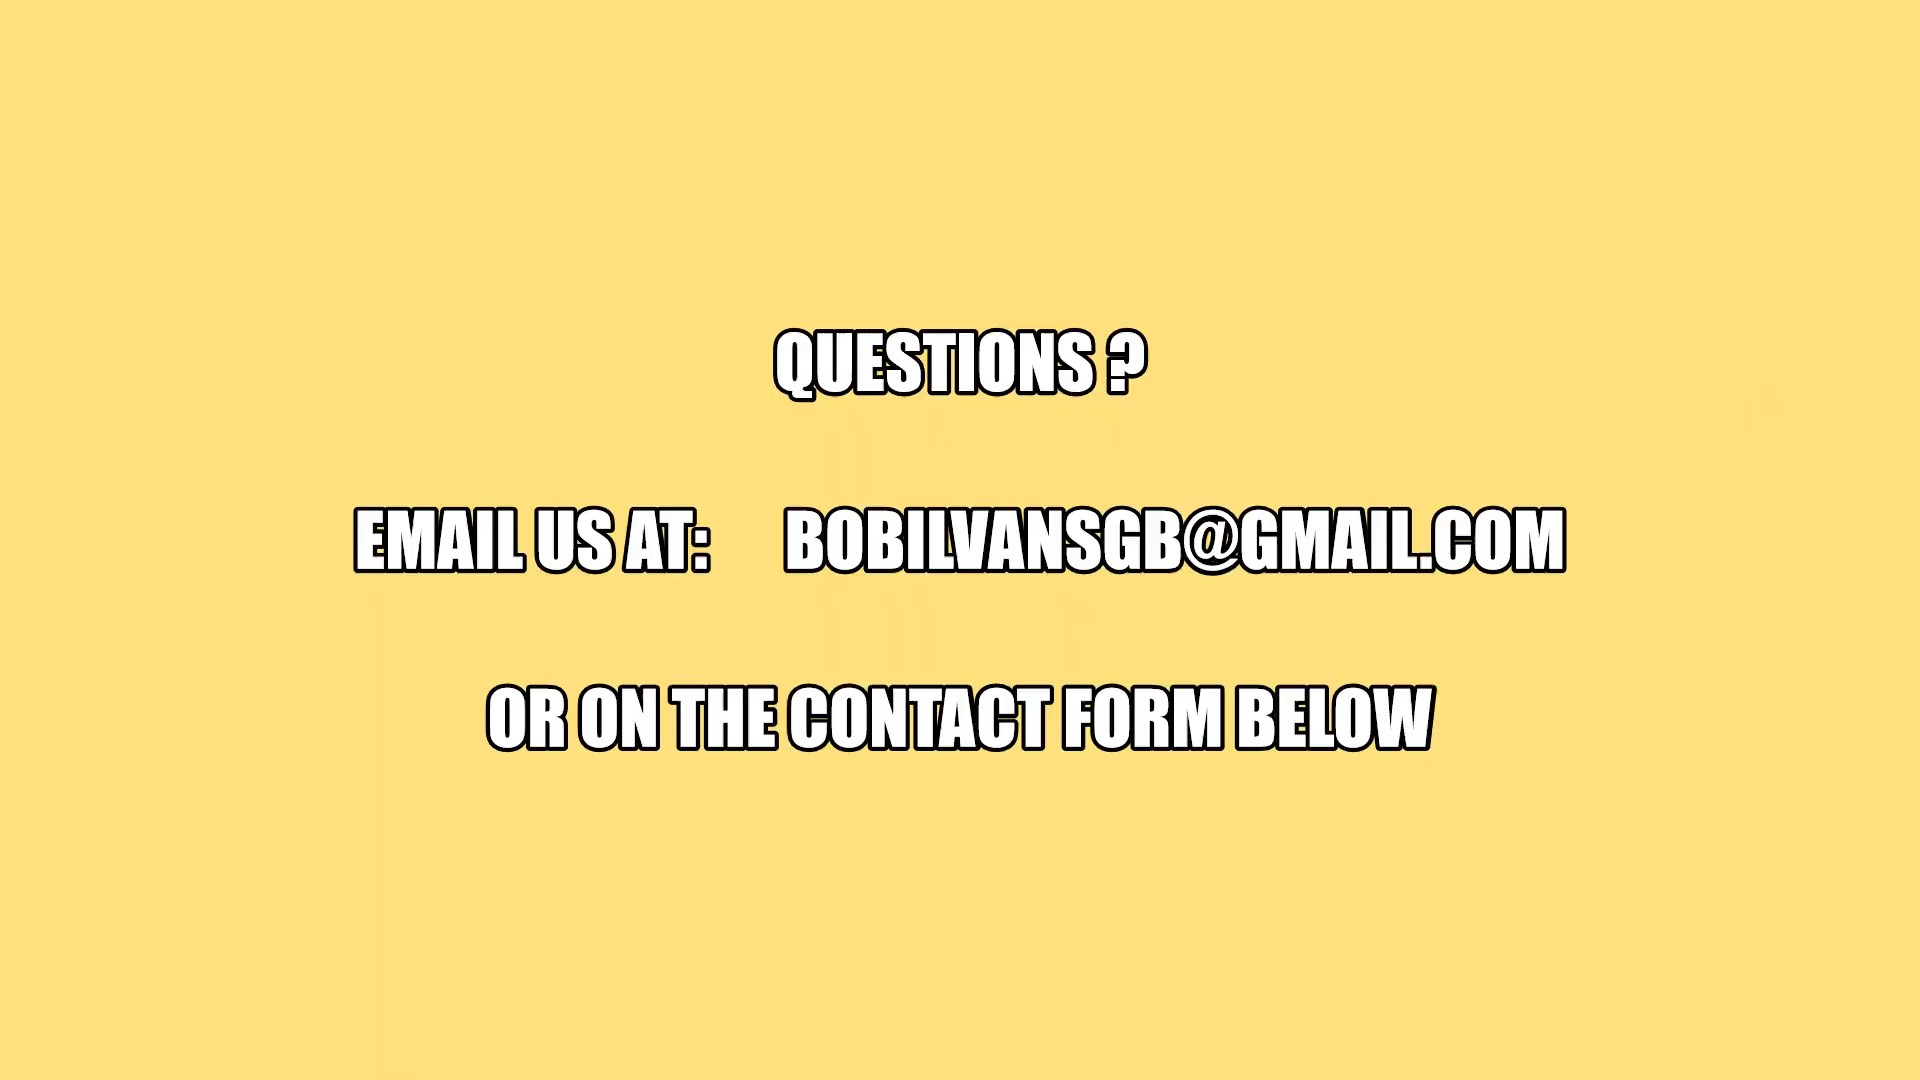 QUESTIONS ?
EMAIL US AT: BOBILVANSGB@GMAIL.COM
OR ON THE CONTACT FORM BELOW